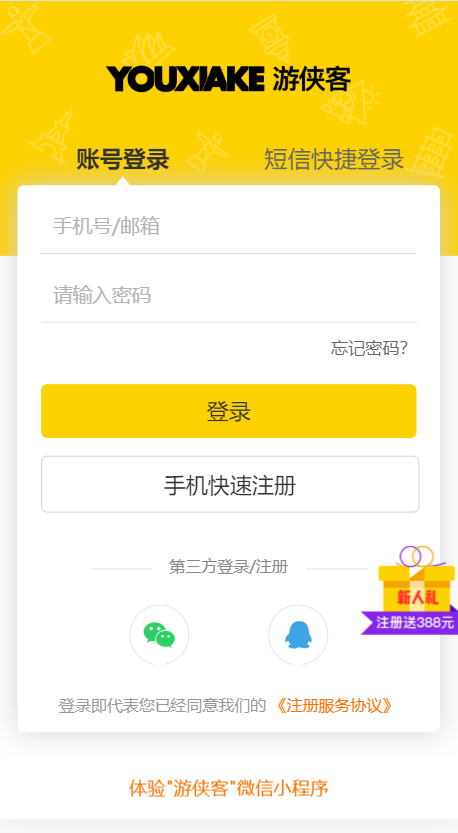 YOUXIAKE 游侠客
账号登录 短信快捷登录
手机号/邮箱
请输入密码
忘记密码?
登录
手机快速注册
第三方登录/注册
新人礼
注册送388元
登录即代表您已经同意我们的 《注册服务协议》
体验"游侠客"微信小程序